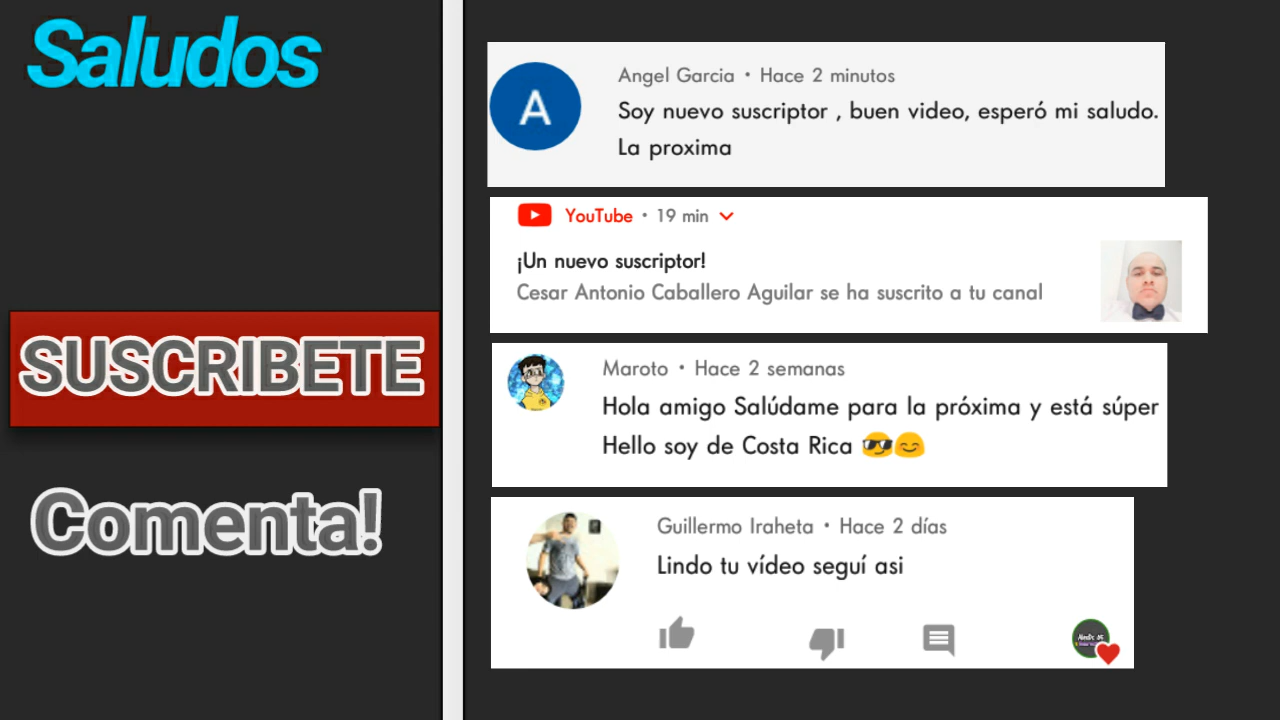 Saludos
SUSCRIBETE
Comenta!
A
Angel Garcia • Hace 2 minutos
Soy nuevo suscriptor , buen video, esperó mi saludo.
La proxima
YouTube • 19 min
¡Un nuevo suscriptor!
Cesar Antonio Caballero Aguilar se ha suscrito a tu canal
Maroto • Hace 2 semanas
Hola amigo Salúdame para la próxima y está súper
Hello soy de Costa Rica 😎😊
Guillermo Iraheta • Hace 2 días
Lindo tu vídeo seguí asi